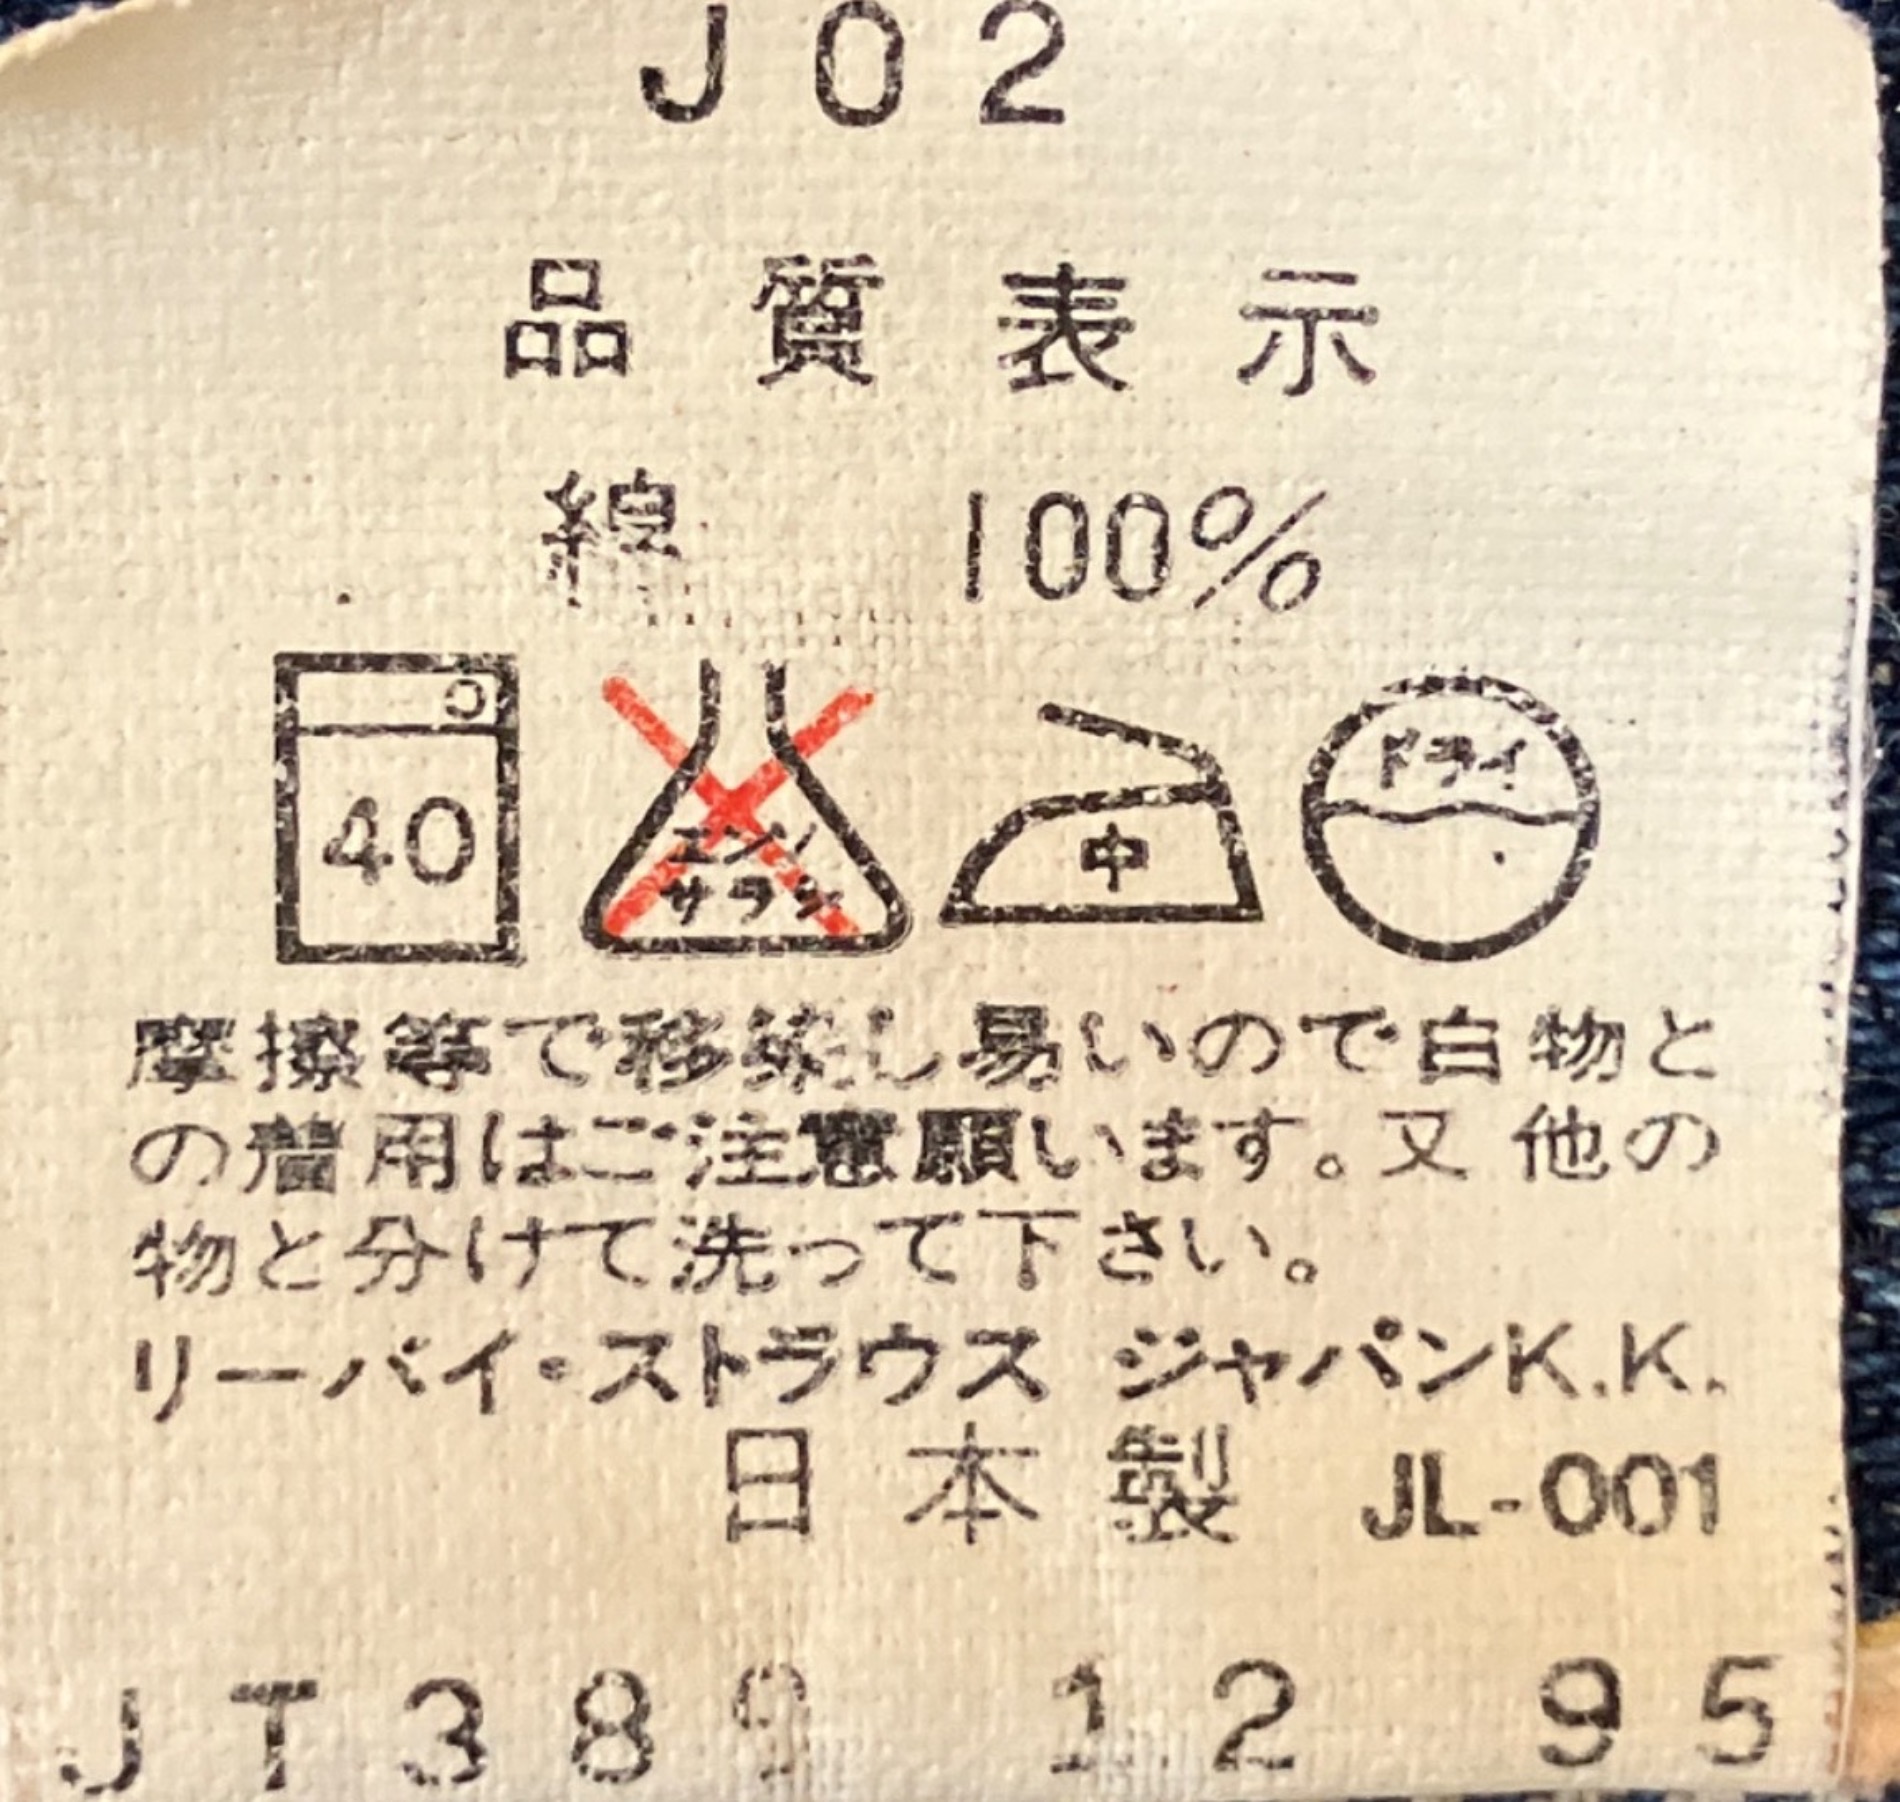 J02
品質表示
綿 100%
40 エンソサラシ 中 ドライ
摩擦等で移染し易いので白物と
の着用はご注意願います。又他の
物と分けて洗って下さい。
リーバイ・ストラウス ジャパンK.K.
日本製 JL-001
JT389 12 95